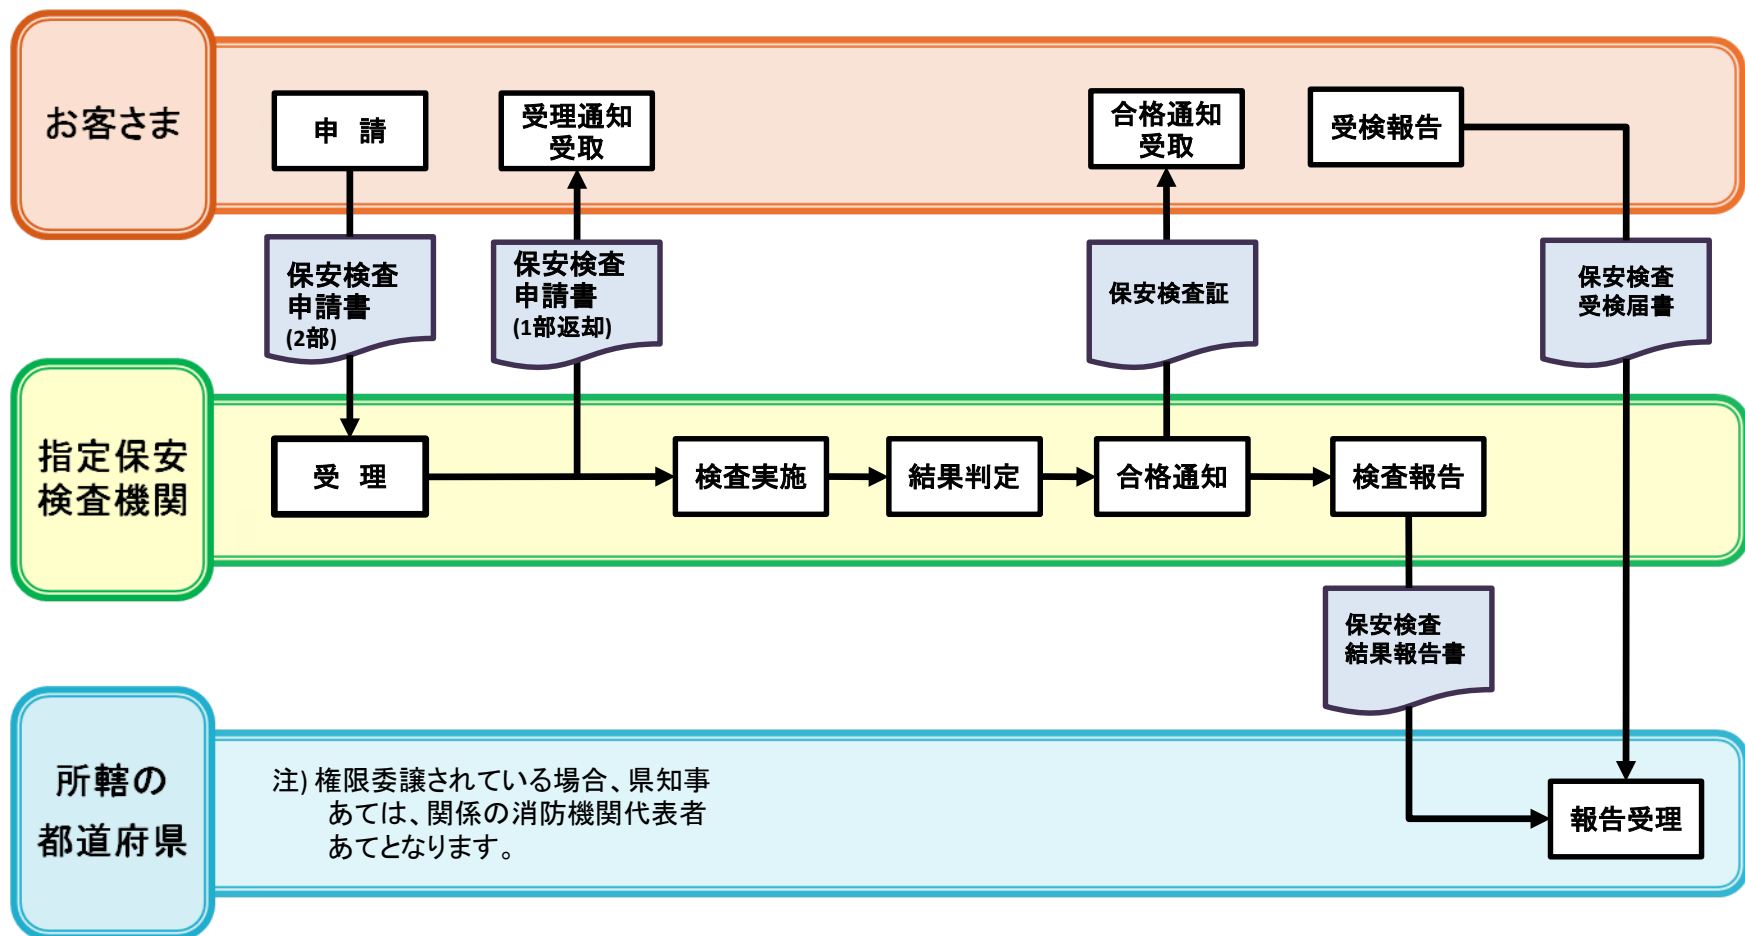 お客さま
申　請
受理通知
受取
合格通知
受取
受検報告
保安検査
申請書
(2部)
保安検査
申請書
(1部返却)
保安検査証
保安検査
受検届書
指定保安
検査機関
受　理
検査実施
結果判定
合格通知
検査報告
保安検査
結果報告書
所轄の
都道府県
注) 権限委譲されている場合、県知事
あては、関係の消防機関代表者
あてとなります。
報告受理